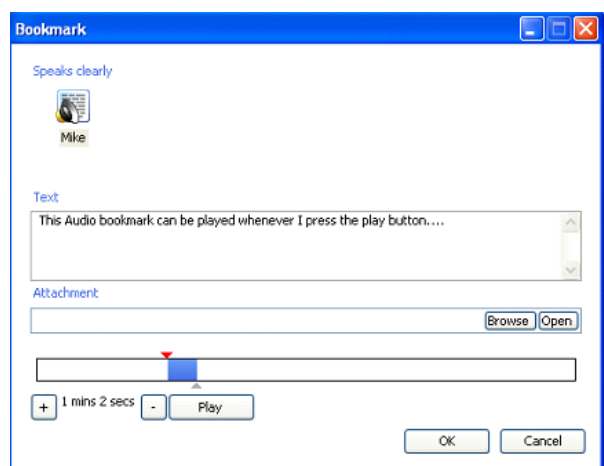 Bookmark
Speaks clearly
Mike
Text
This Audio bookmark can be played whenever I press the play button....
Attachment
Browse Open
+ 1 mins 2 secs - Play
OK Cancel